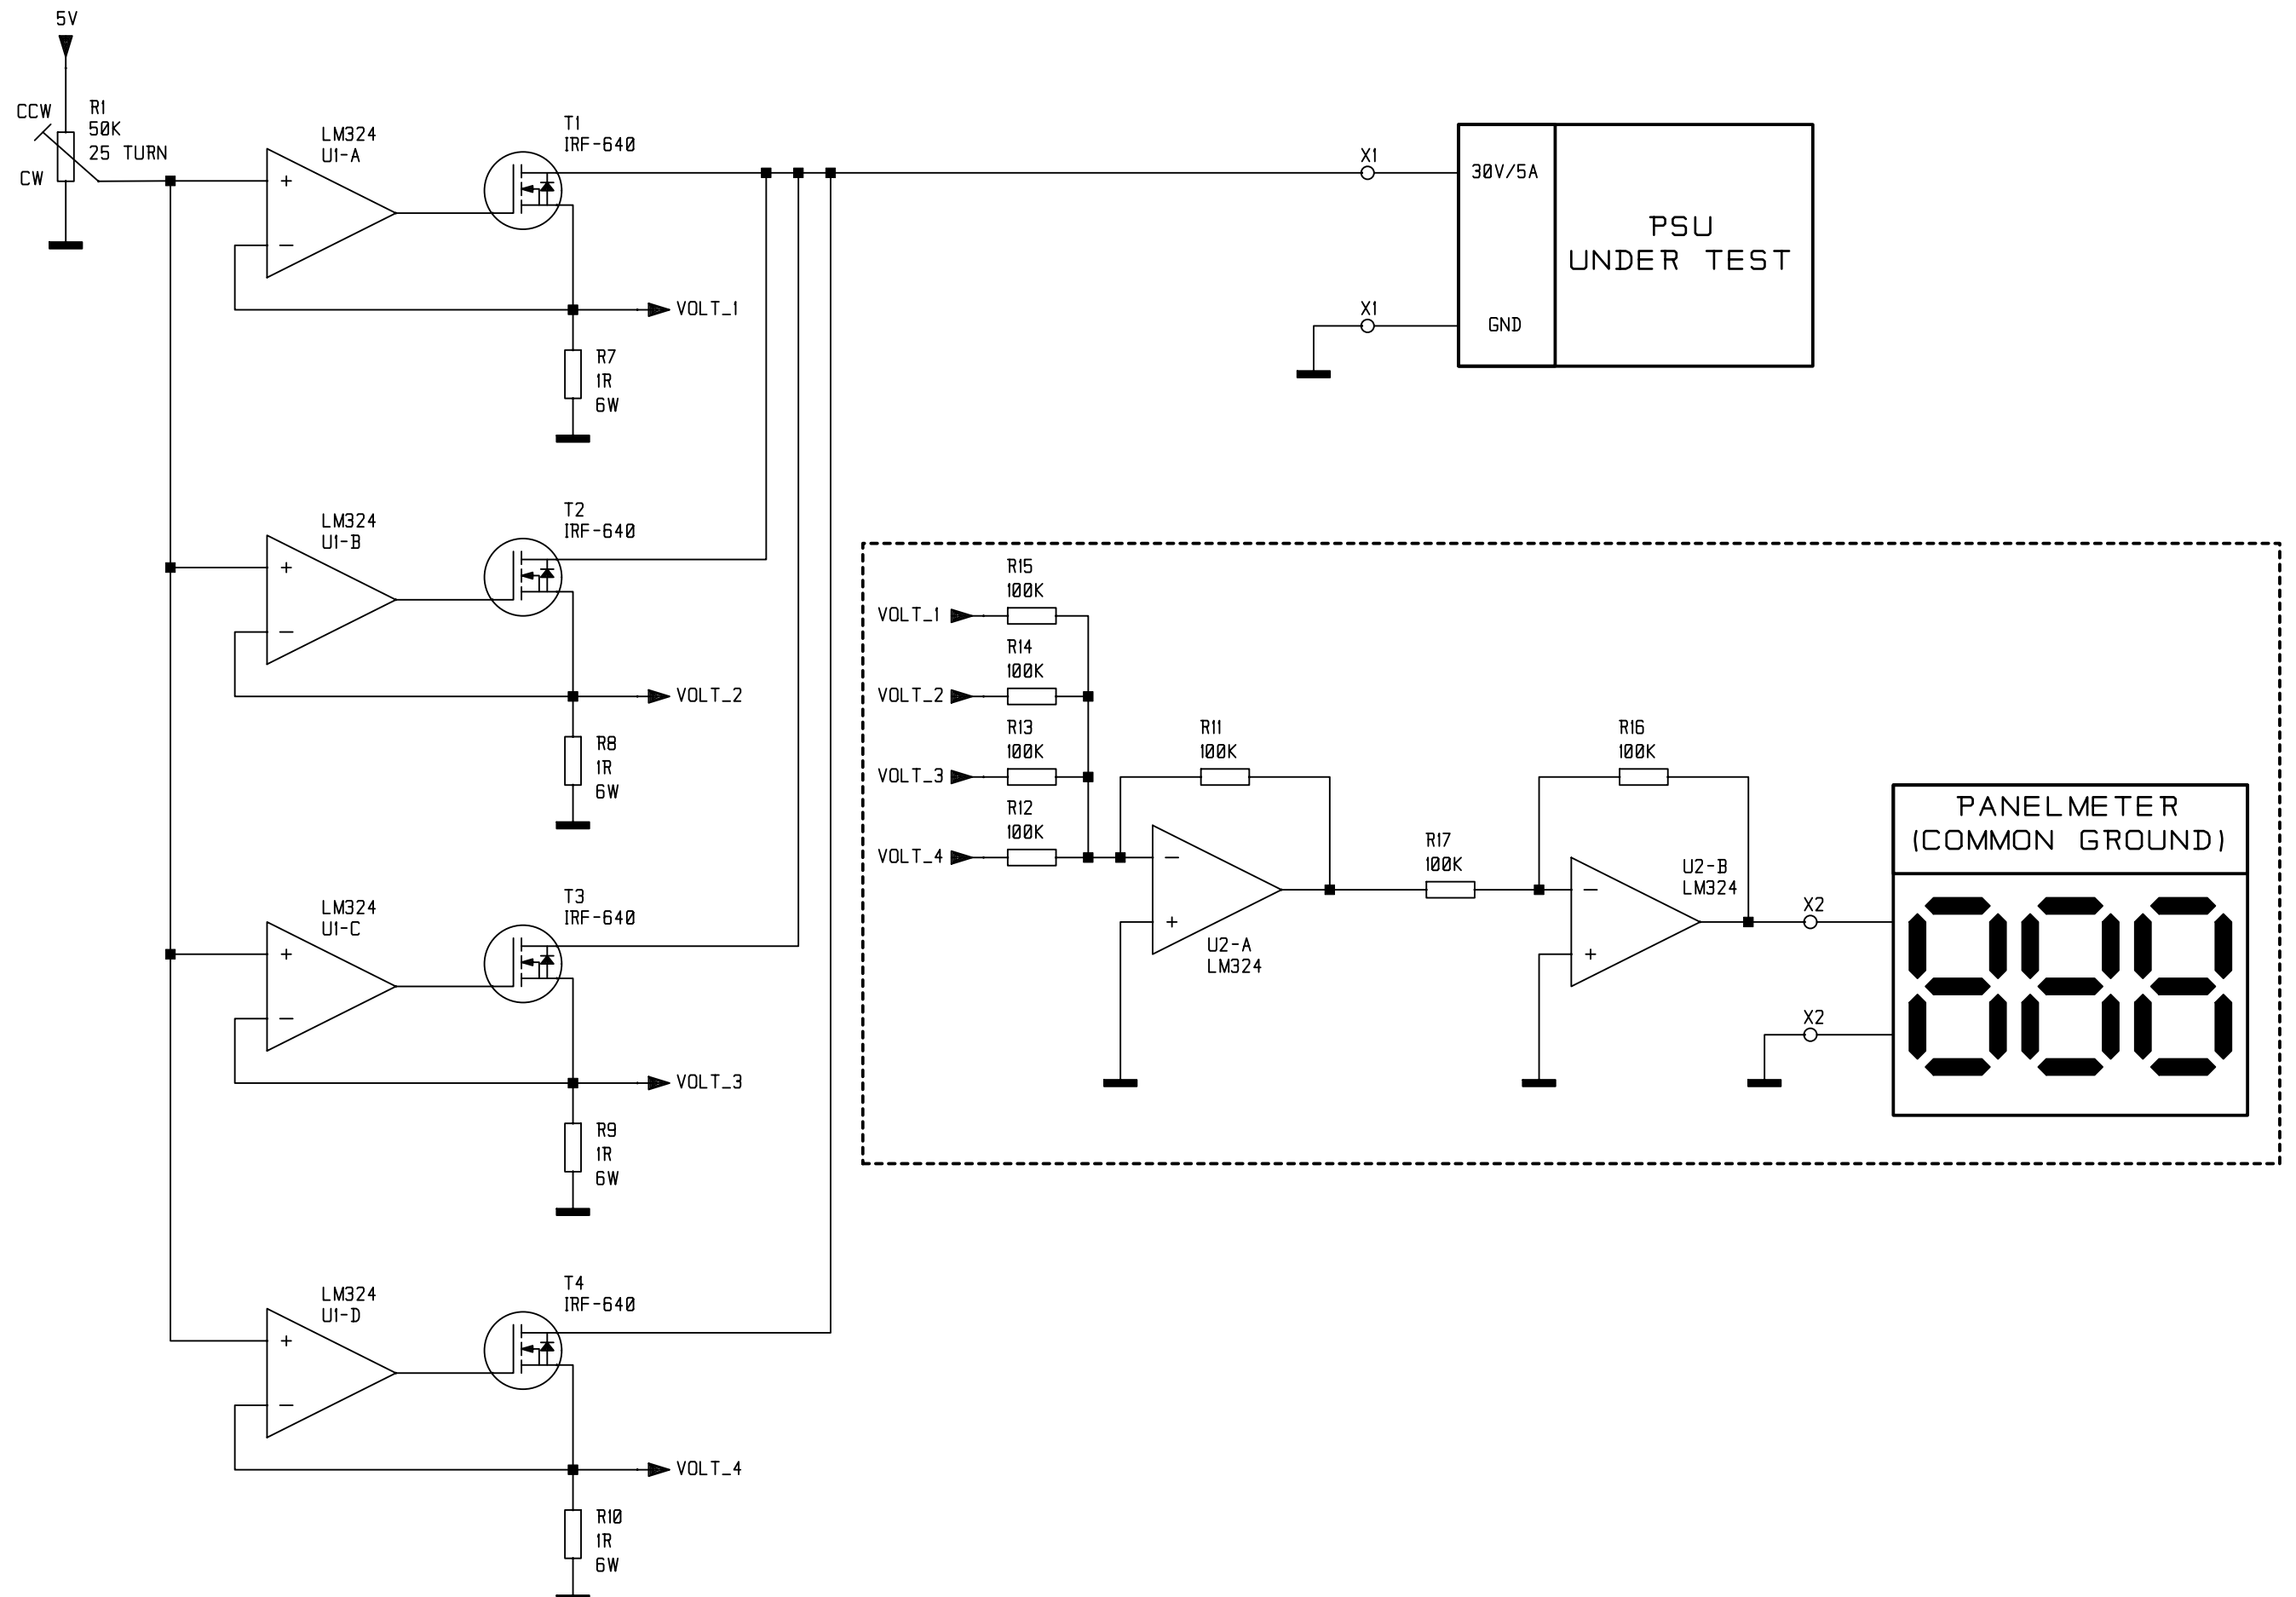 5V
CCW
R1
50K
25 TURN
CW
LM324
U1-A
+
−
T1
IRF-640
VOLT_1
R7
1R
6W
X1
30V/5A
PSU
UNDER TEST
X1
GND
LM324
U1-B
+
−
T2
IRF-640
VOLT_2
R8
1R
6W
LM324
U1-C
+
−
T3
IRF-640
VOLT_3
R9
1R
6W
LM324
U1-D
+
−
T4
IRF-640
VOLT_4
R10
1R
6W
R15
100K
VOLT_1
R14
100K
VOLT_2
R13
100K
VOLT_3
R12
100K
VOLT_4
R11
100K
−
+
U2-A
LM324
R17
100K
R16
100K
−
+
U2-B
LM324
X2
X2
PANELMETER
(COMMON GROUND)
888